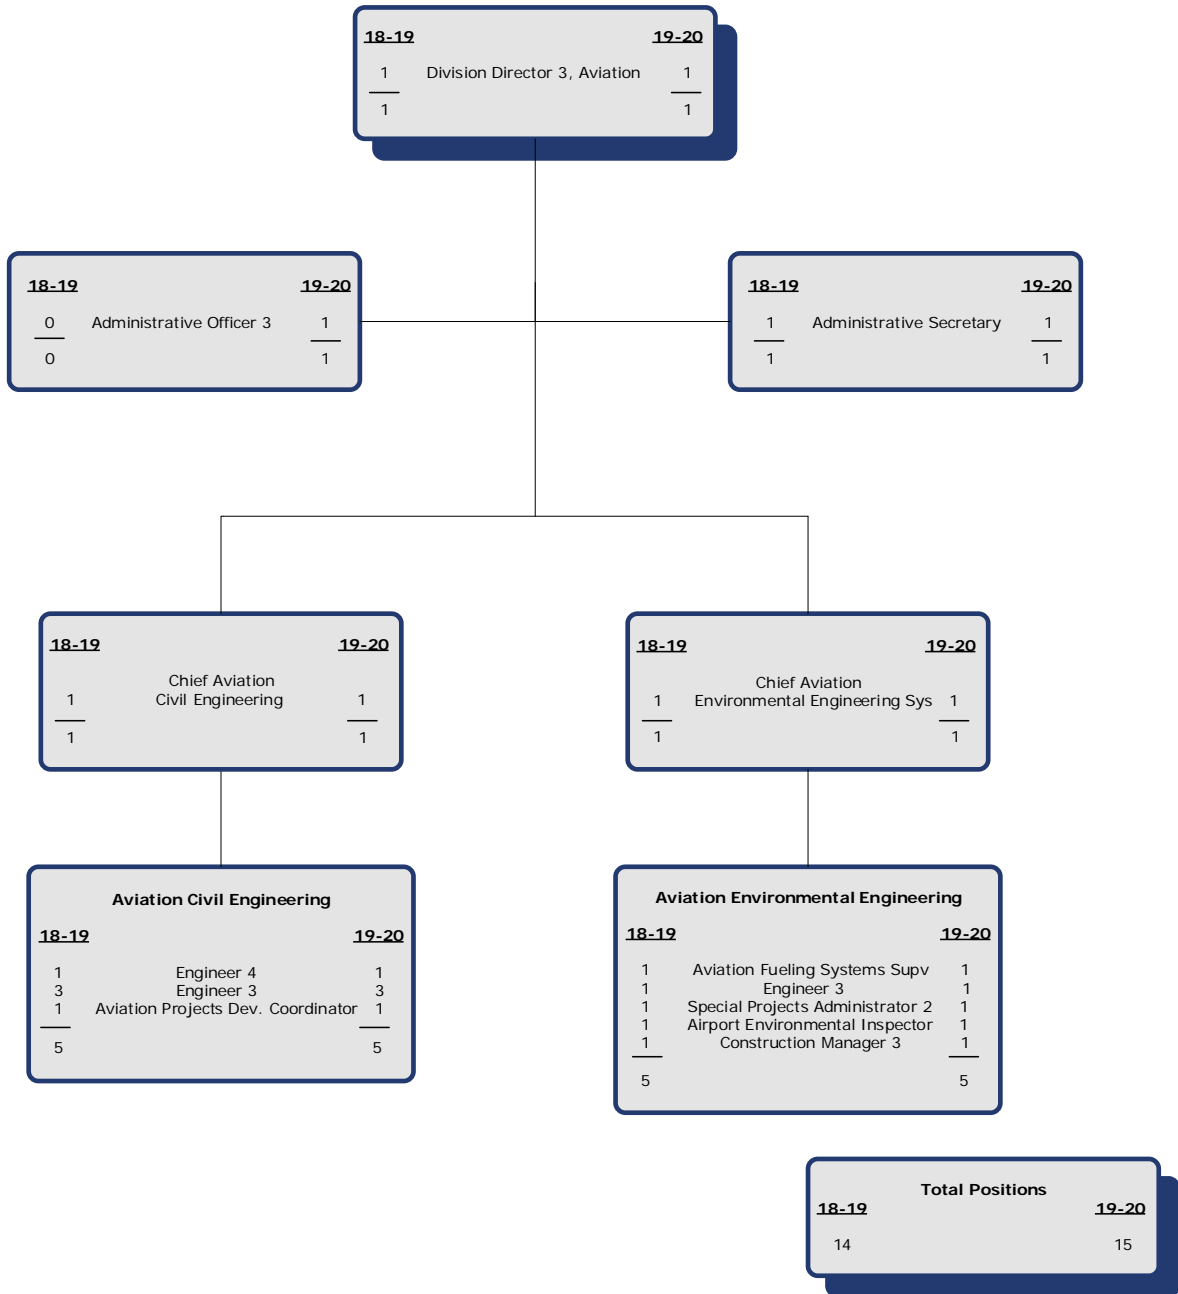 18-19 19-20
1 Division Director 3, Aviation 1
1 1
18-19 19-20
0 Administrative Officer 3 1
0 1
18-19 19-20
1 Administrative Secretary 1
1 1
18-19 19-20
Chief Aviation
1 Civil Engineering 1
1 1
18-19 19-20
Chief Aviation
1 Environmental Engineering Sys 1
1 1
Aviation Civil Engineering
18-19 19-20
1 Engineer 4 1
3 Engineer 3 3
1 Aviation Projects Dev. Coordinator 1
5 5
Aviation Environmental Engineering
18-19 19-20
1 Aviation Fueling Systems Supv 1
1 Engineer 3 1
1 Special Projects Administrator 2 1
1 Airport Environmental Inspector 1
1 Construction Manager 3 1
5 5
Total Positions
18-19 19-20
14 15